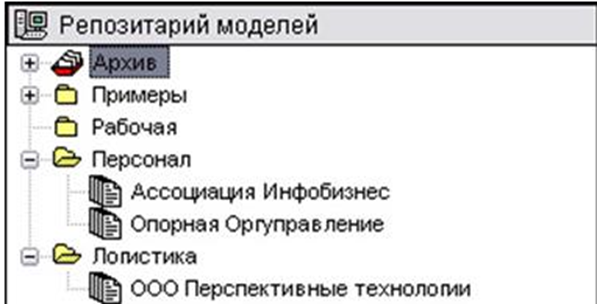 Репозитарий моделей
Архив
Примеры
Рабочая
Персонал
Ассоциация Инфобизнес
Опорная Оргуправление
Логистика
ООО Перспективные технологии